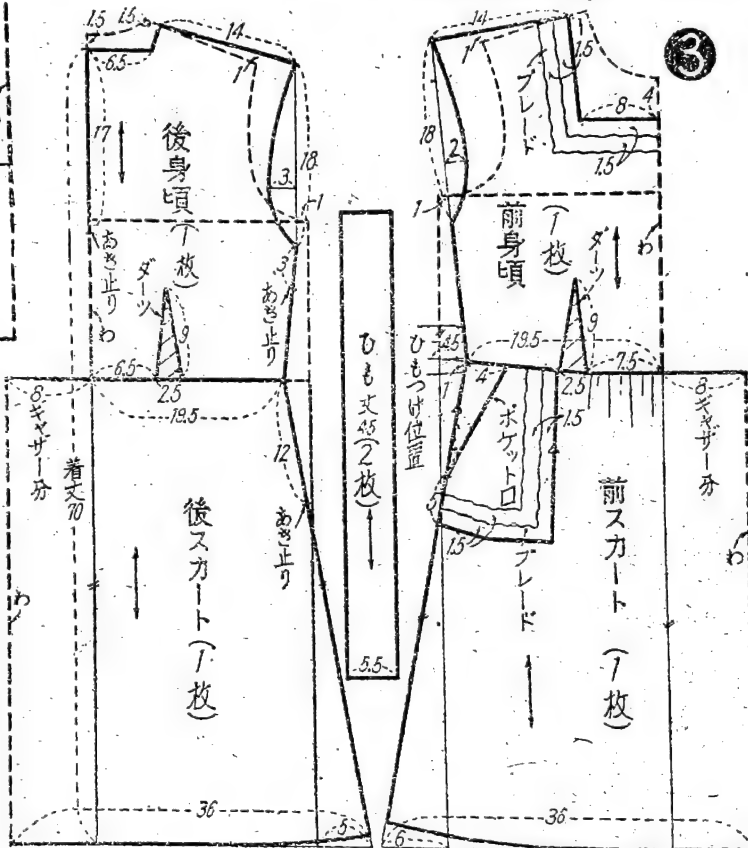 3
1.5
1.5
14
6.5
1
17
後身頃(1枚)
3
18
1
あき止り
わ
ダーツ
9
3
あき止り
6.5
2.5
19.5
8
ギャザー分
着丈70
12
あき止り
わ
後スカート(1枚)
36
5
ひも丈45(2枚)
5.5
14
1
1.5
ブレード
8
4
1.5
18
2
1
前身頃(1枚)
わ
ダーツ
9
19.5
4.5
ひもつけ位置
1
4
2.5
7.5
8
ギャザー分
ポケット口
1.5
4
3
1.5
ブレード
前スカート(1枚)
わ
36
6